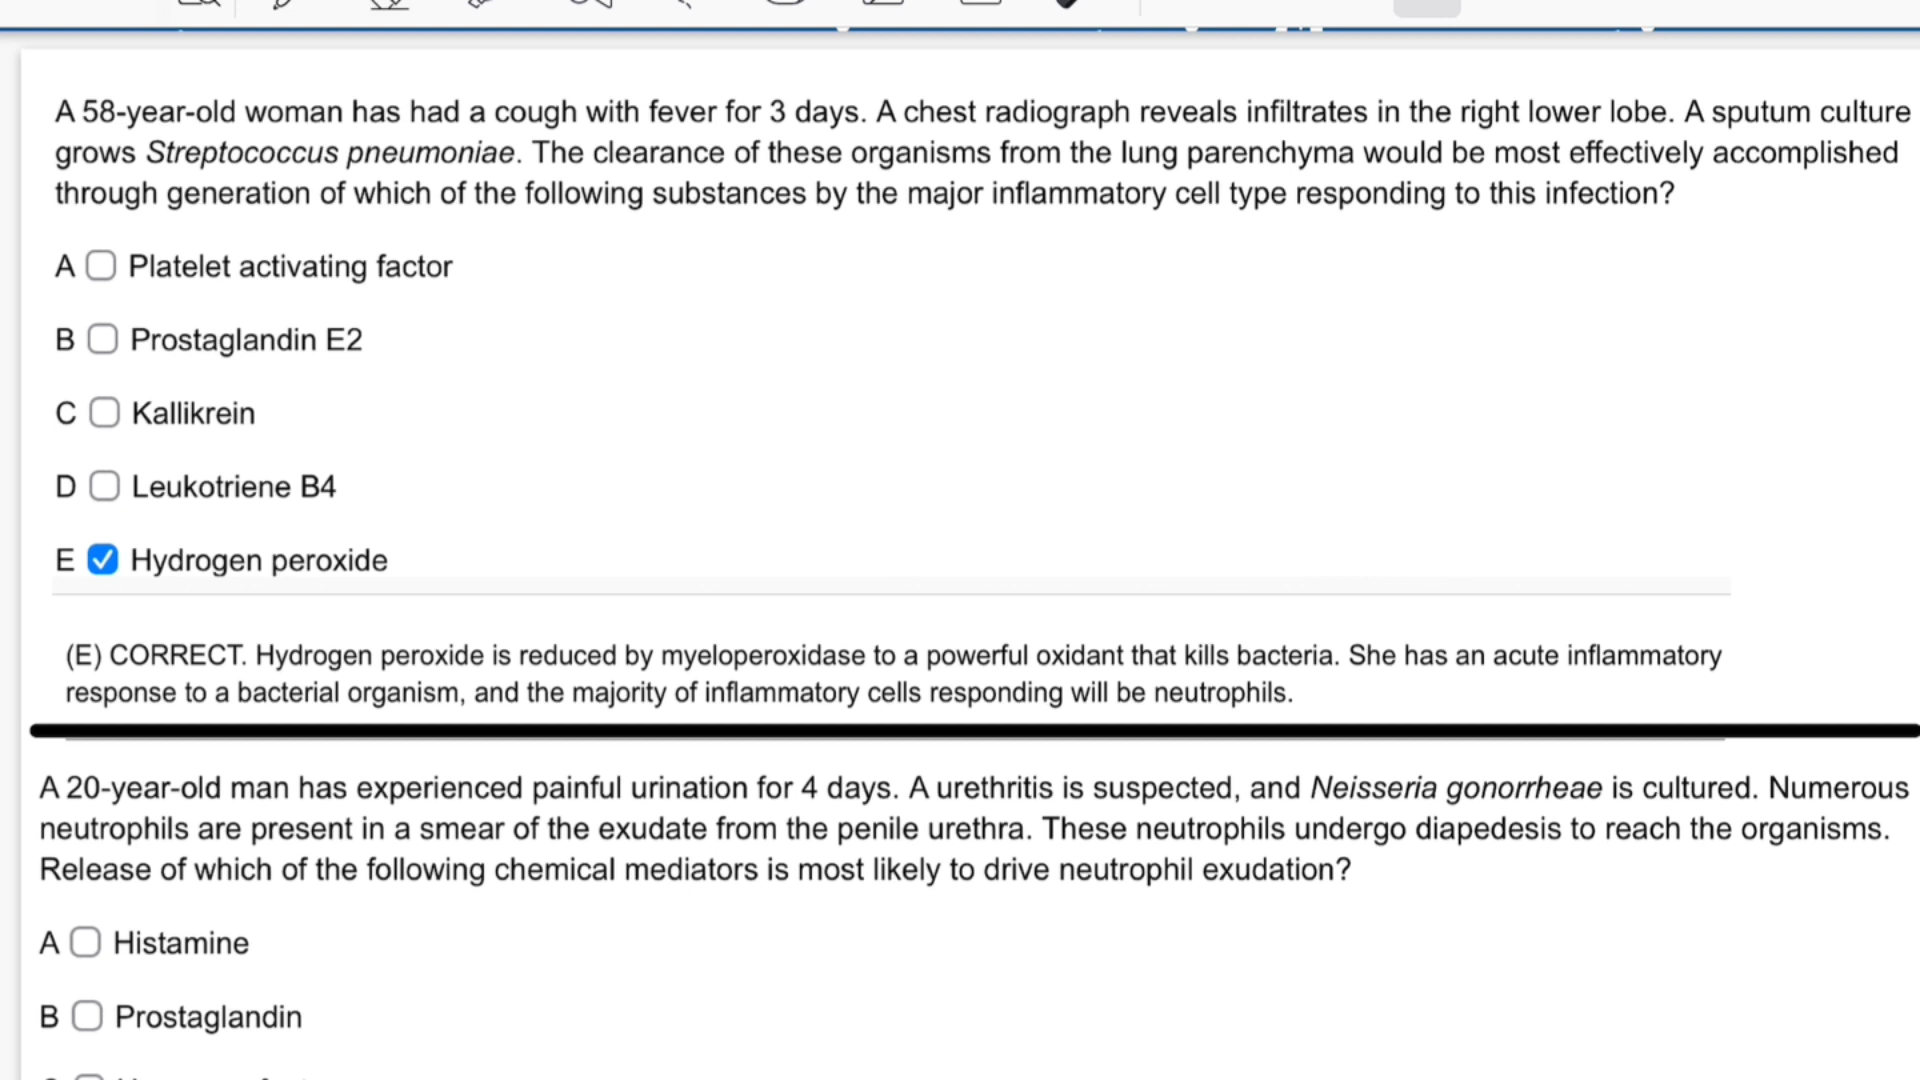 A 58-year-old woman has had a cough with fever for 3 days. A chest radiograph reveals infiltrates in the right lower lobe. A sputum culture
grows Streptococcus pneumoniae. The clearance of these organisms from the lung parenchyma would be most effectively accomplished
through generation of which of the following substances by the major inflammatory cell type responding to this infection?
A Platelet activating factor
B Prostaglandin E2
C Kallikrein
D Leukotriene B4
E Hydrogen peroxide
(E) CORRECT. Hydrogen peroxide is reduced by myeloperoxidase to a powerful oxidant that kills bacteria. She has an acute inflammatory
response to a bacterial organism, and the majority of inflammatory cells responding will be neutrophils.
A 20-year-old man has experienced painful urination for 4 days. A urethritis is suspected, and Neisseria gonorrheae is cultured. Numerous
neutrophils are present in a smear of the exudate from the penile urethra. These neutrophils undergo diapedesis to reach the organisms.
Release of which of the following chemical mediators is most likely to drive neutrophil exudation?
A Histamine
B Prostaglandin